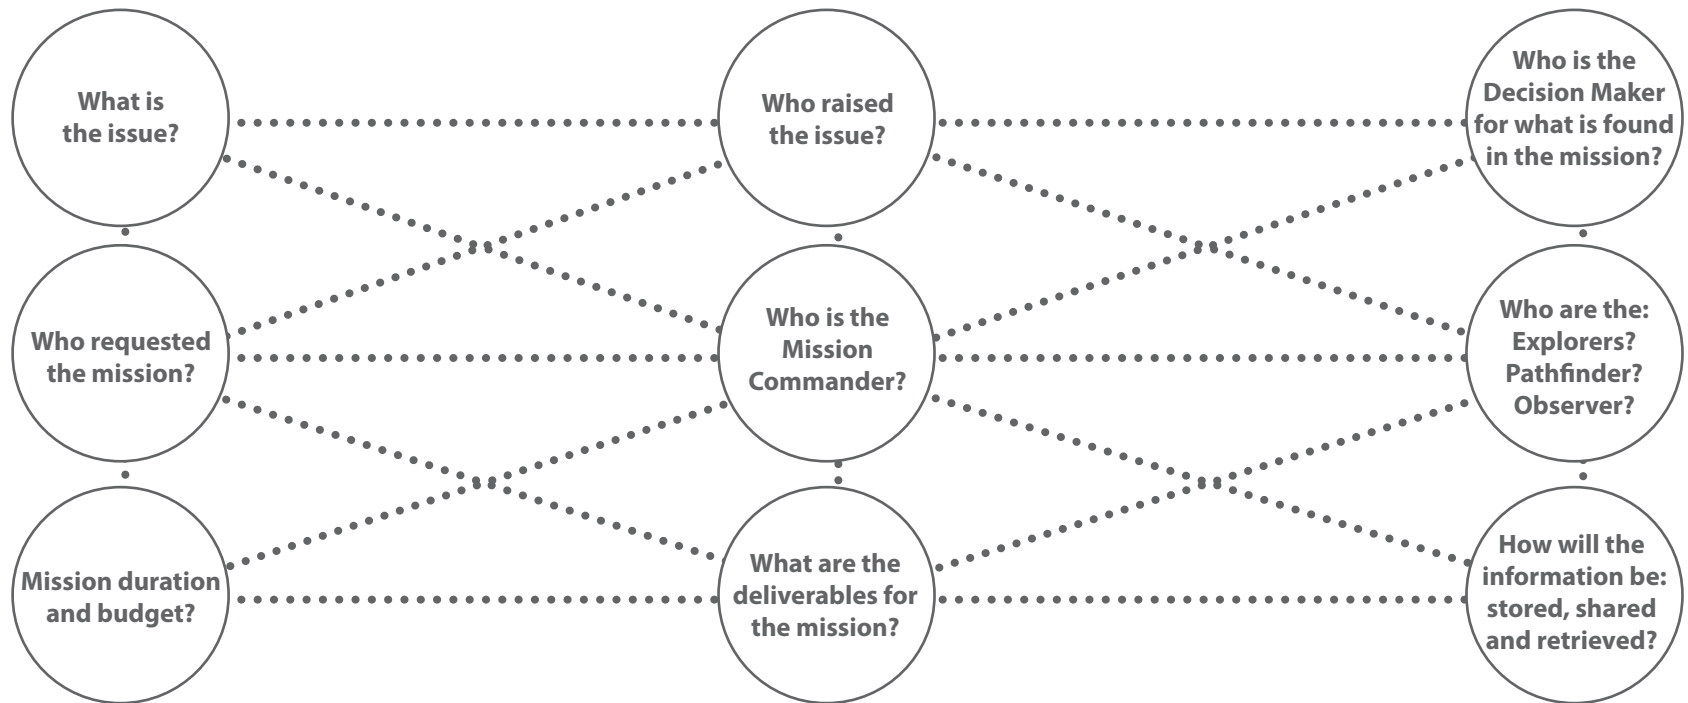 What is
the issue?
Who raised
the issue?
Who is the
Decision Maker
for what is found
in the mission?
Who requested
the mission?
Who is the
Mission
Commander?
Who are the:
Explorers?
Pathfinder?
Observer?
Mission duration
and budget?
What are the
deliverables for
the mission?
How will the
information be:
stored, shared
and retrieved?